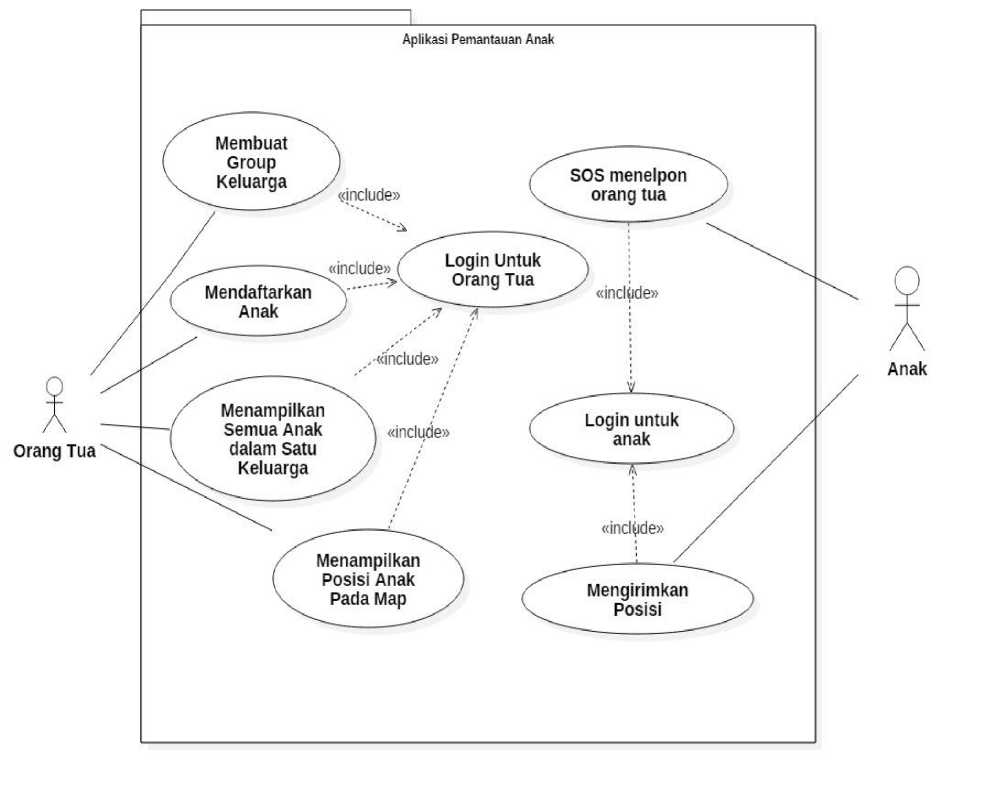 Aplikasi Pemantauan Anak
Membuat
Group
Keluarga
«include»
SOS menelpon
orang tua
Login Untuk
Orang Tua
«include»
Mendaftarkan
Anak
«include»
«include»
Menampilkan
Semua Anak
dalam Satu
Keluarga
«include»
Login untuk
anak
Orang Tua
Anak
Menampilkan
Posisi Anak
Pada Map
«include»
Mengirimkan
Posisi